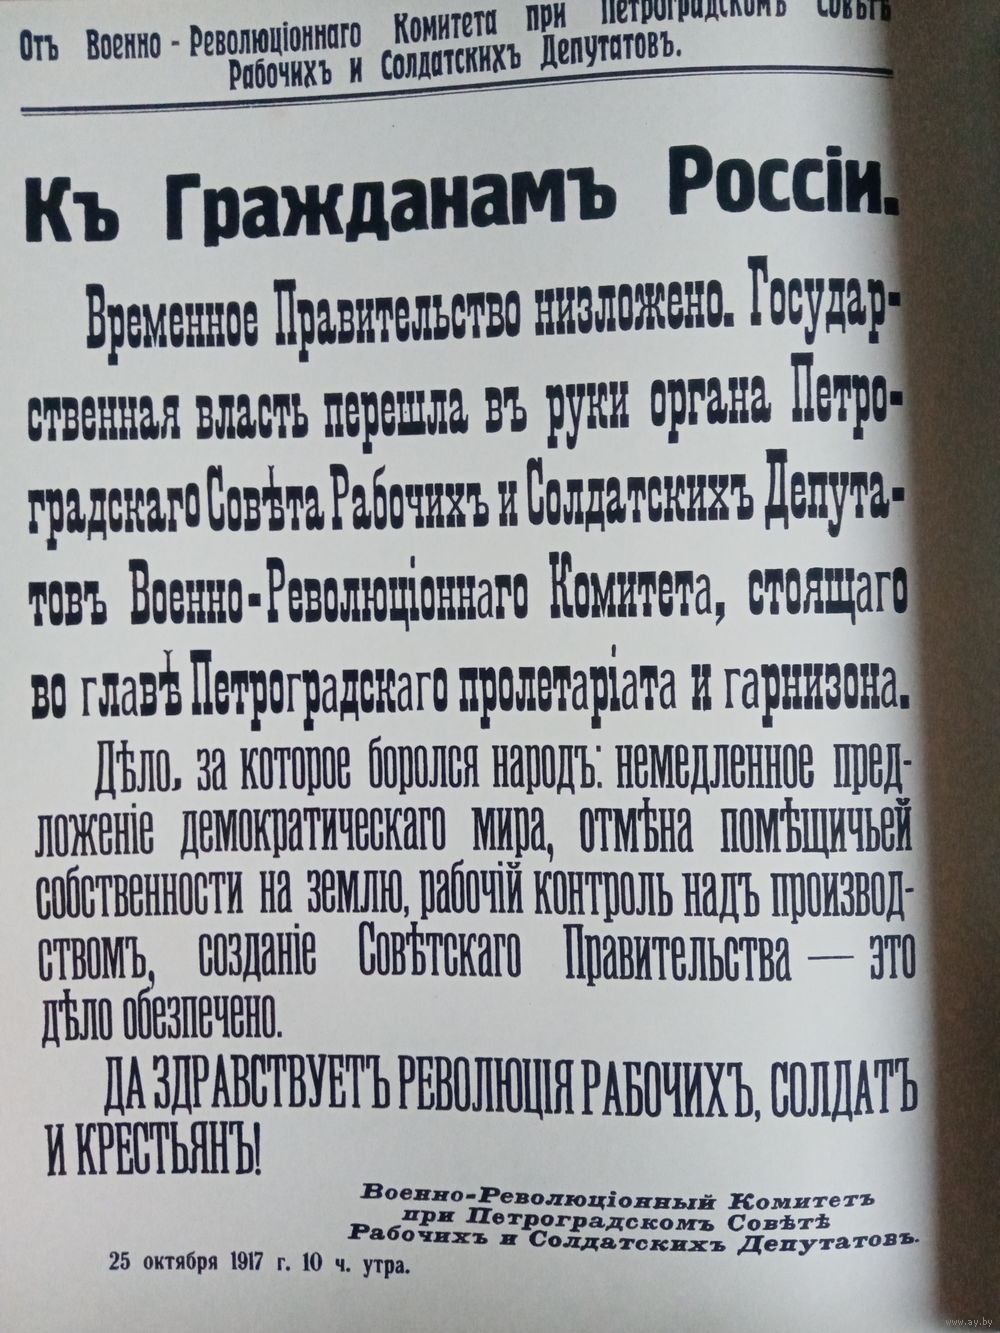 Отъ Военно-Революціоннаго Комитета при Петроградскомъ Совѣтѣ
Рабочихъ и Солдатскихъ Депутатовъ.
Къ Гражданамъ Россіи.
Временное Правительство низложено. Государ-
ственная власть перешла въ руки органа Петро-
градскаго Совѣта Рабочихъ и Солдатскихъ Депута-
товъ Военно-Революціоннаго Комитета, стоящаго
во главѣ Петроградскаго пролетаріата и гарнизона.
Дѣло, за которое боролся народъ: немедленное пред-
ложеніе демократическаго мира, отмѣна помѣщичьей
собственности на землю, рабочій контроль надъ производ-
ствомъ, созданіе Совѣтскаго Правительства — это
дѣло обезпечено.
ДА ЗДРАВСТВУЕТЪ РЕВОЛЮЦІЯ РАБОЧИХЪ, СОЛДАТЪ
И КРЕСТЬЯНЪ!
Военно-Революціонный Комитетъ
при Петроградскомъ Совѣтѣ
Рабочихъ и Солдатскихъ Депутатовъ.
25 октября 1917 г. 10 ч. утра.
www.ay.by